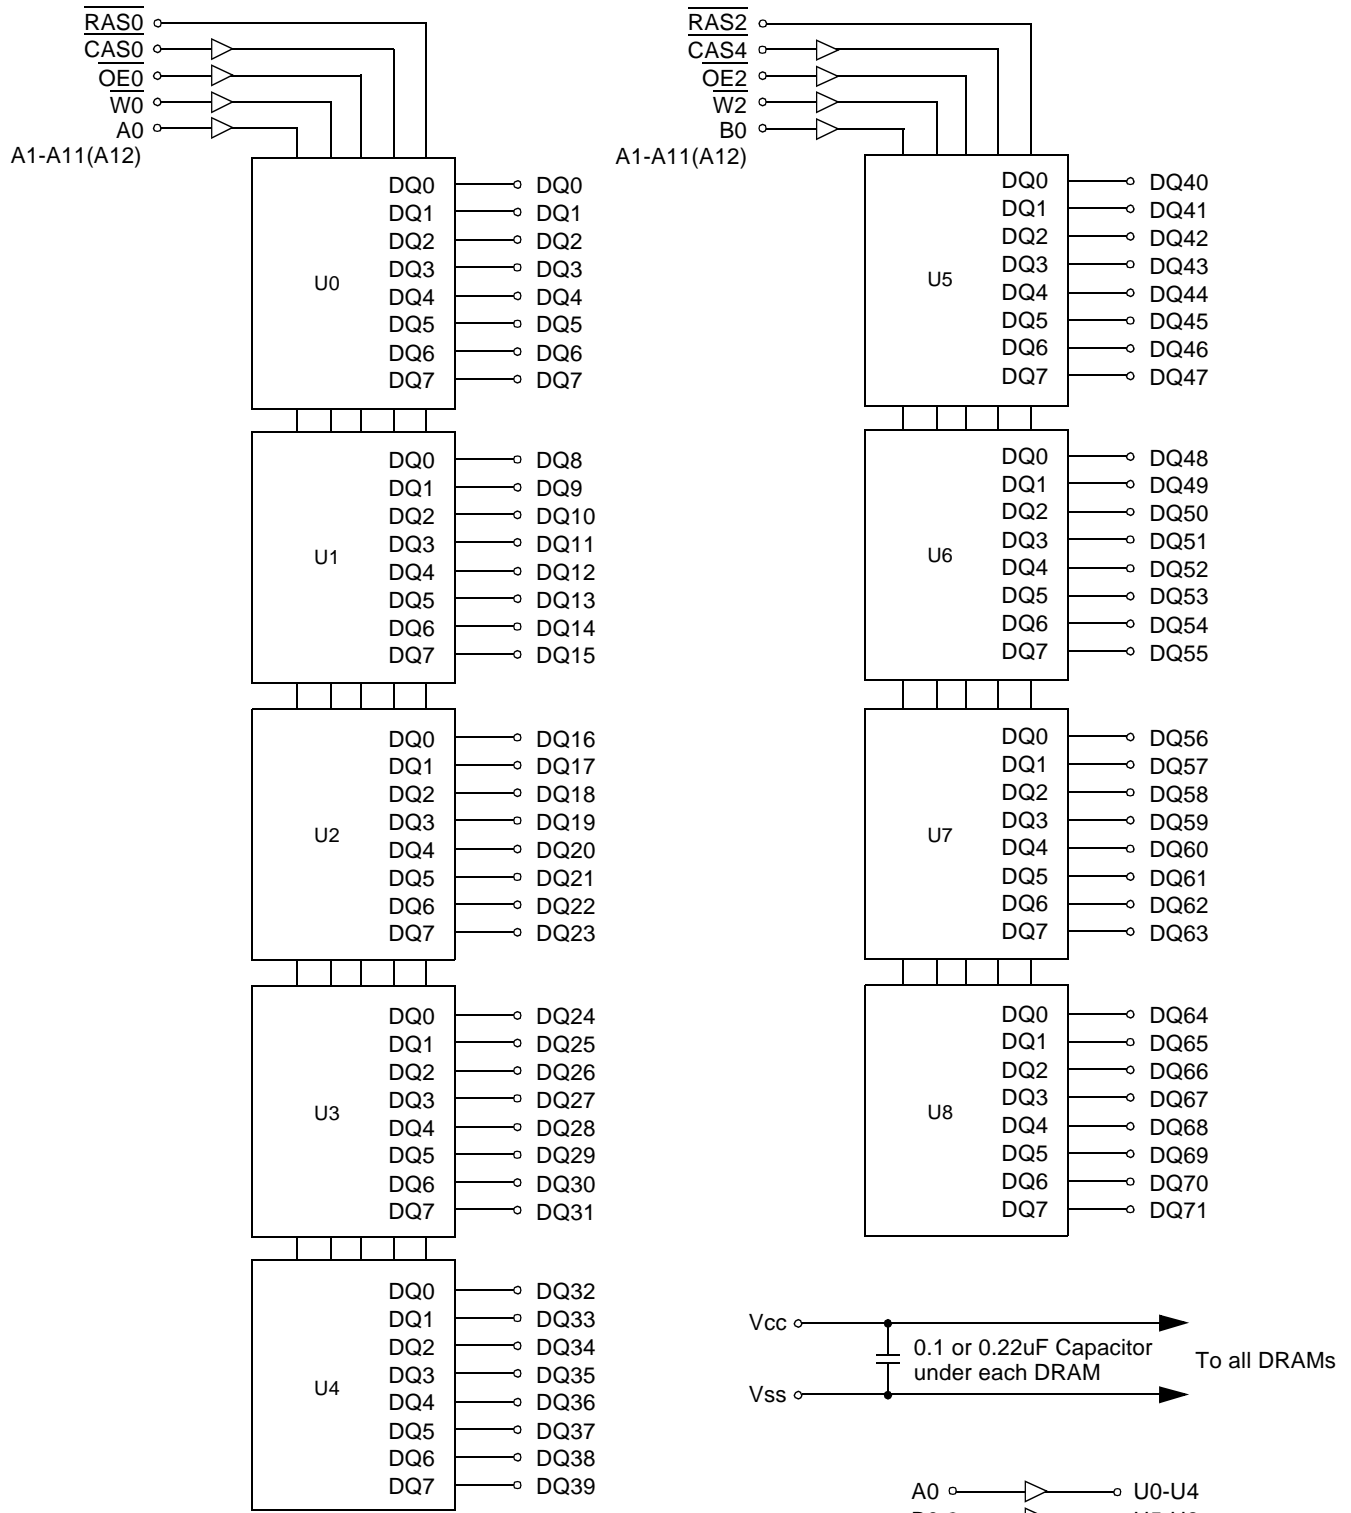 RAS0
CAS0
OE0
W0
A0
A1-A11(A12)
U0
DQ0 DQ0
DQ1 DQ1
DQ2 DQ2
DQ3 DQ3
DQ4 DQ4
DQ5 DQ5
DQ6 DQ6
DQ7 DQ7
U1
DQ0 DQ8
DQ1 DQ9
DQ2 DQ10
DQ3 DQ11
DQ4 DQ12
DQ5 DQ13
DQ6 DQ14
DQ7 DQ15
U2
DQ0 DQ16
DQ1 DQ17
DQ2 DQ18
DQ3 DQ19
DQ4 DQ20
DQ5 DQ21
DQ6 DQ22
DQ7 DQ23
U3
DQ0 DQ24
DQ1 DQ25
DQ2 DQ26
DQ3 DQ27
DQ4 DQ28
DQ5 DQ29
DQ6 DQ30
DQ7 DQ31
U4
DQ0 DQ32
DQ1 DQ33
DQ2 DQ34
DQ3 DQ35
DQ4 DQ36
DQ5 DQ37
DQ6 DQ38
DQ7 DQ39
RAS2
CAS4
OE2
W2
B0
A1-A11(A12)
U5
DQ0 DQ40
DQ1 DQ41
DQ2 DQ42
DQ3 DQ43
DQ4 DQ44
DQ5 DQ45
DQ6 DQ46
DQ7 DQ47
U6
DQ0 DQ48
DQ1 DQ49
DQ2 DQ50
DQ3 DQ51
DQ4 DQ52
DQ5 DQ53
DQ6 DQ54
DQ7 DQ55
U7
DQ0 DQ56
DQ1 DQ57
DQ2 DQ58
DQ3 DQ59
DQ4 DQ60
DQ5 DQ61
DQ6 DQ62
DQ7 DQ63
U8
DQ0 DQ64
DQ1 DQ65
DQ2 DQ66
DQ3 DQ67
DQ4 DQ68
DQ5 DQ69
DQ6 DQ70
DQ7 DQ71
Vcc
0.1 or 0.22uF Capacitor
under each DRAM
To all DRAMs
Vss
A0 U0-U4